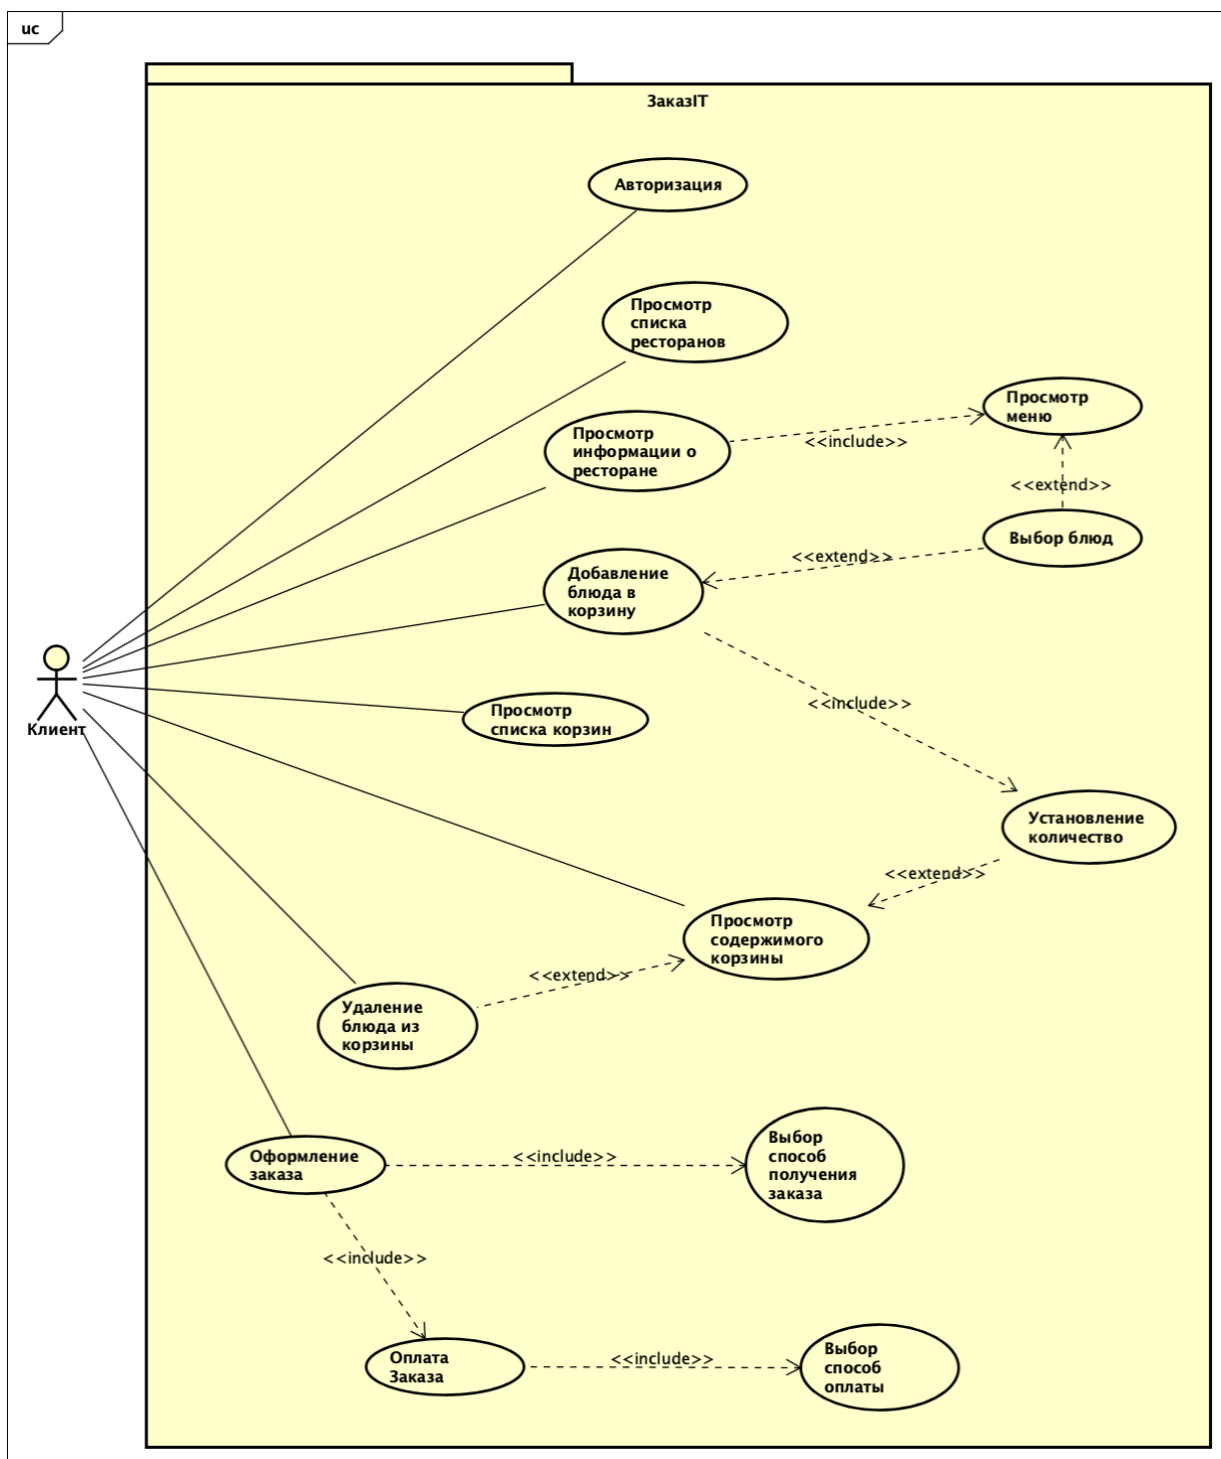 uc
ЗаказIT
Авторизация
Просмотр
списка
ресторанов
Просмотр
меню
Просмотр
информации о
ресторане
<<include>>
<<extend>>
Выбор блюд
<<extend>>
Добавление
блюда в
корзину
<<include>>
Клиент
Просмотр
списка корзин
Установление
количество
<<extend>>
Просмотр
содержимого
корзины
<<extend>>
Удаление
блюда из
корзины
Оформление
заказа
<<include>>
Выбор
способ
получения
заказа
<<include>>
Оплата
Заказа
<<include>>
Выбор
способ
оплаты